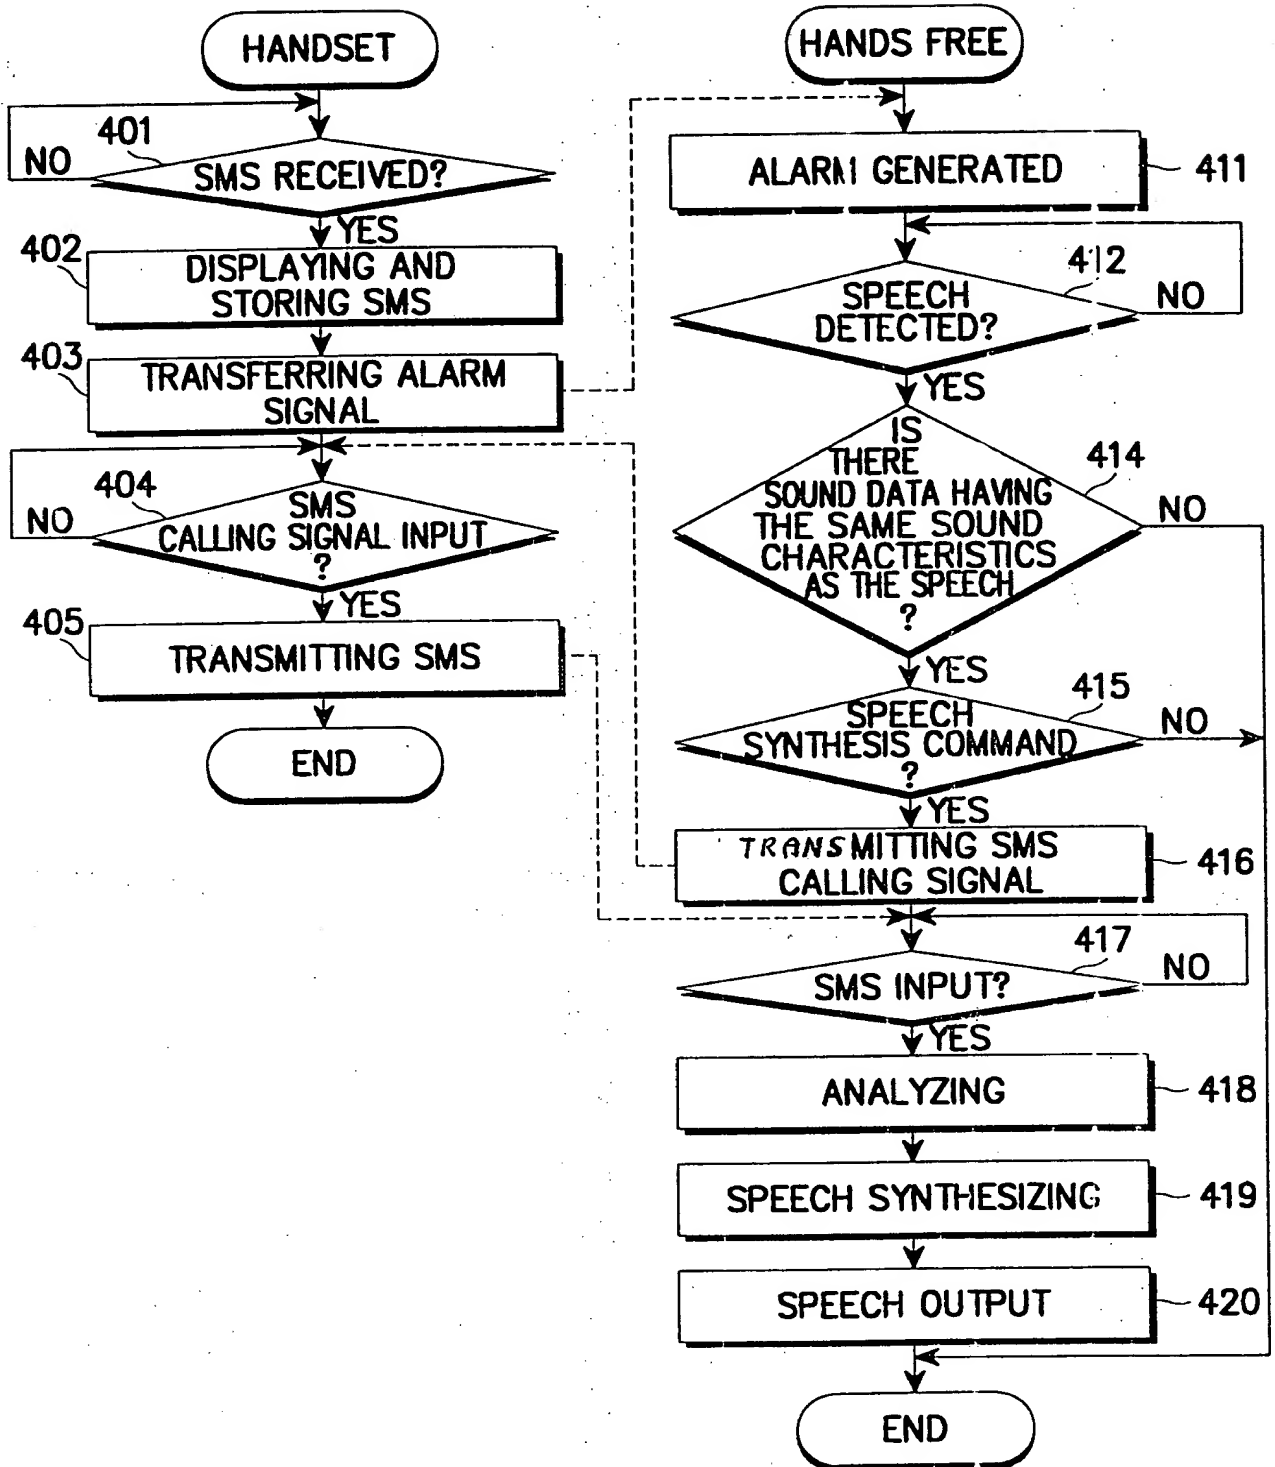 HANDSET
401
NO
SMS RECEIVED?
YES
402
DISPLAYING AND
STORING SMS
403
TRANSFERRING ALARM
SIGNAL
404
NO
SMS
CALLING SIGNAL INPUT
?
YES
405
TRANSMITTING SMS
END
HANDS FREE
ALARM GENERATED
411
412
SPEECH
DETECTED?
NO
YES
IS
THERE
SOUND DATA HAVING
THE SAME SOUND
CHARACTERISTICS
AS THE SPEECH
?
414
NO
YES
415
SPEECH
SYNTHESIS COMMAND
?
NO
YES
TRANSMITTING SMS
CALLING SIGNAL
416
417
SMS INPUT?
NO
YES
ANALYZING
418
SPEECH SYNTHESIZING
419
SPEECH OUTPUT
420
END